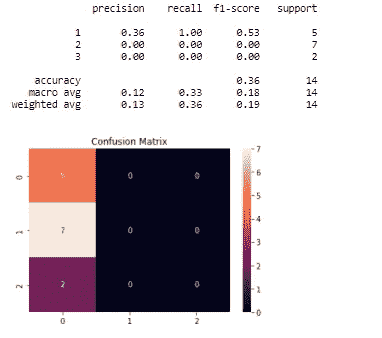 precision recall f1-score support
1 0.36 1.00 0.53 5
2 0.00 0.00 0.00 7
3 0.00 0.00 0.00 2
accuracy 0.36 14
macro avg 0.12 0.33 0.18 14
weighted avg 0.13 0.36 0.19 14
Confusion Matrix
7
6
5
4
3
2
1
0
0 5 0 0
1 7 0 0
2 2 0 0
0 1 2